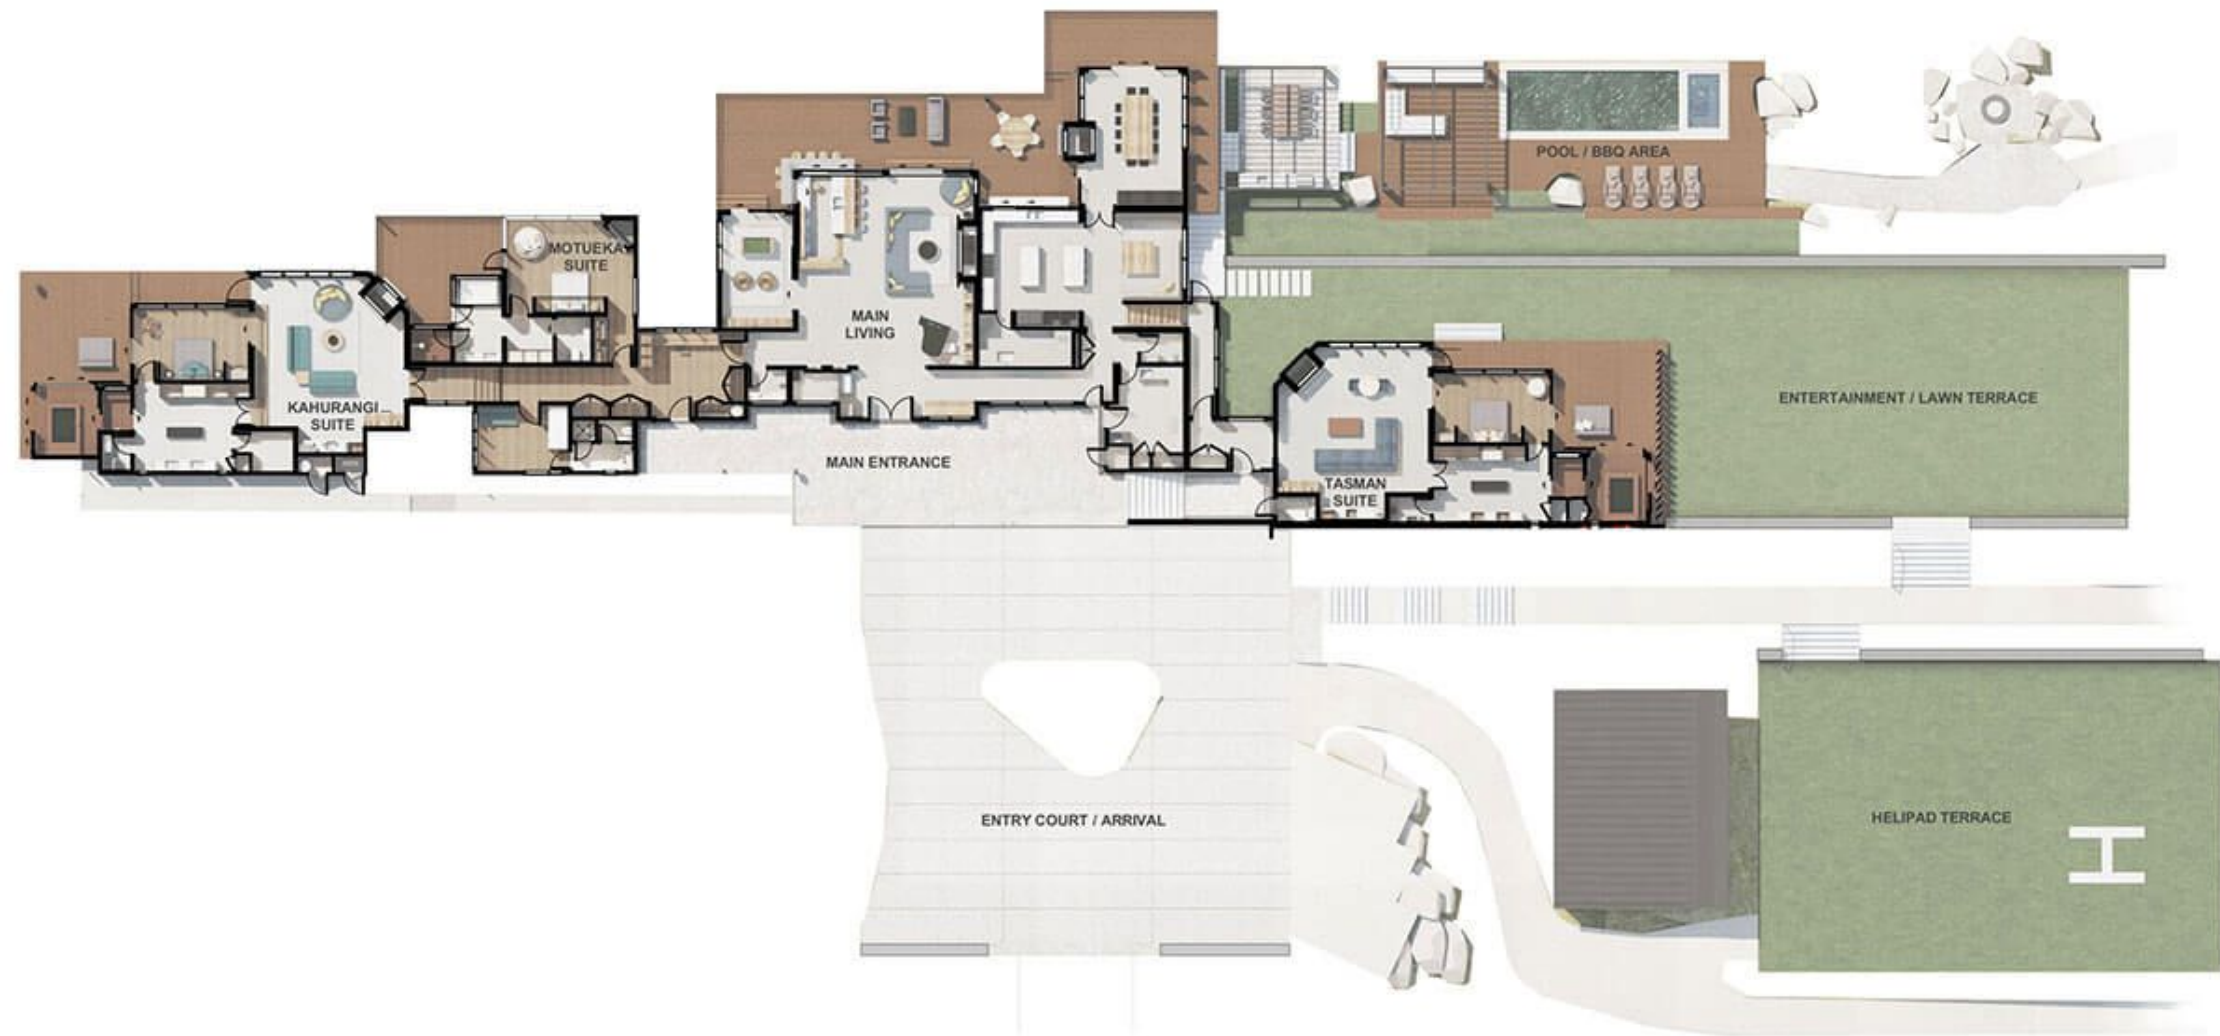 POOL / BBQ AREA
MOTUEKA
SUITE
MAIN
LIVING
KAHURANGI
SUITE
ENTERTAINMENT / LAWN TERRACE
MAIN ENTRANCE
TASMAN
SUITE
ENTRY COURT / ARRIVAL
HELIPAD TERRACE
H